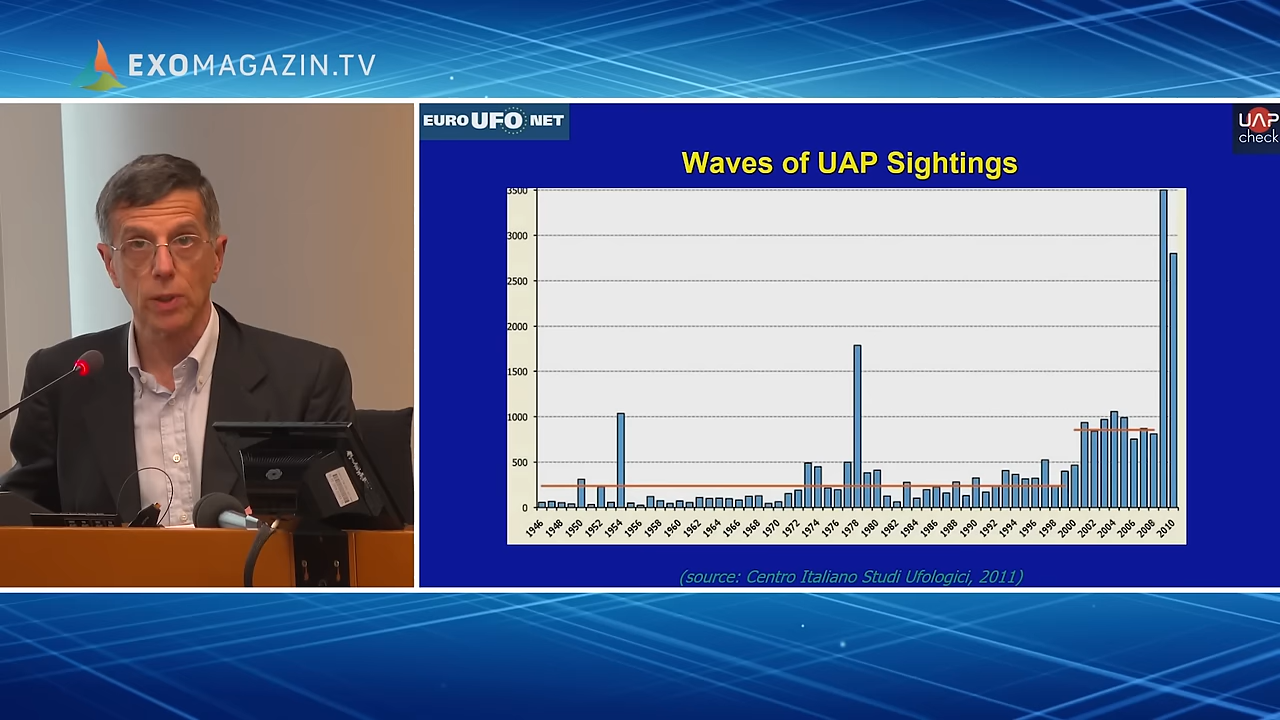 EXOMAGAZIN.TV
EURO UFO NET
UAP
check
Waves of UAP Sightings
3500
3000
2500
2000
1500
1000
500
0
1946 1948 1950 1952 1954 1956 1958 1960 1962 1964 1966 1968 1970 1972 1974 1976 1978 1980 1982 1984 1986 1988 1990 1992 1994 1996 1998 2000 2002 2004 2006 2008 2010
(source: Centro Italiano Studi Ufologici, 2011)